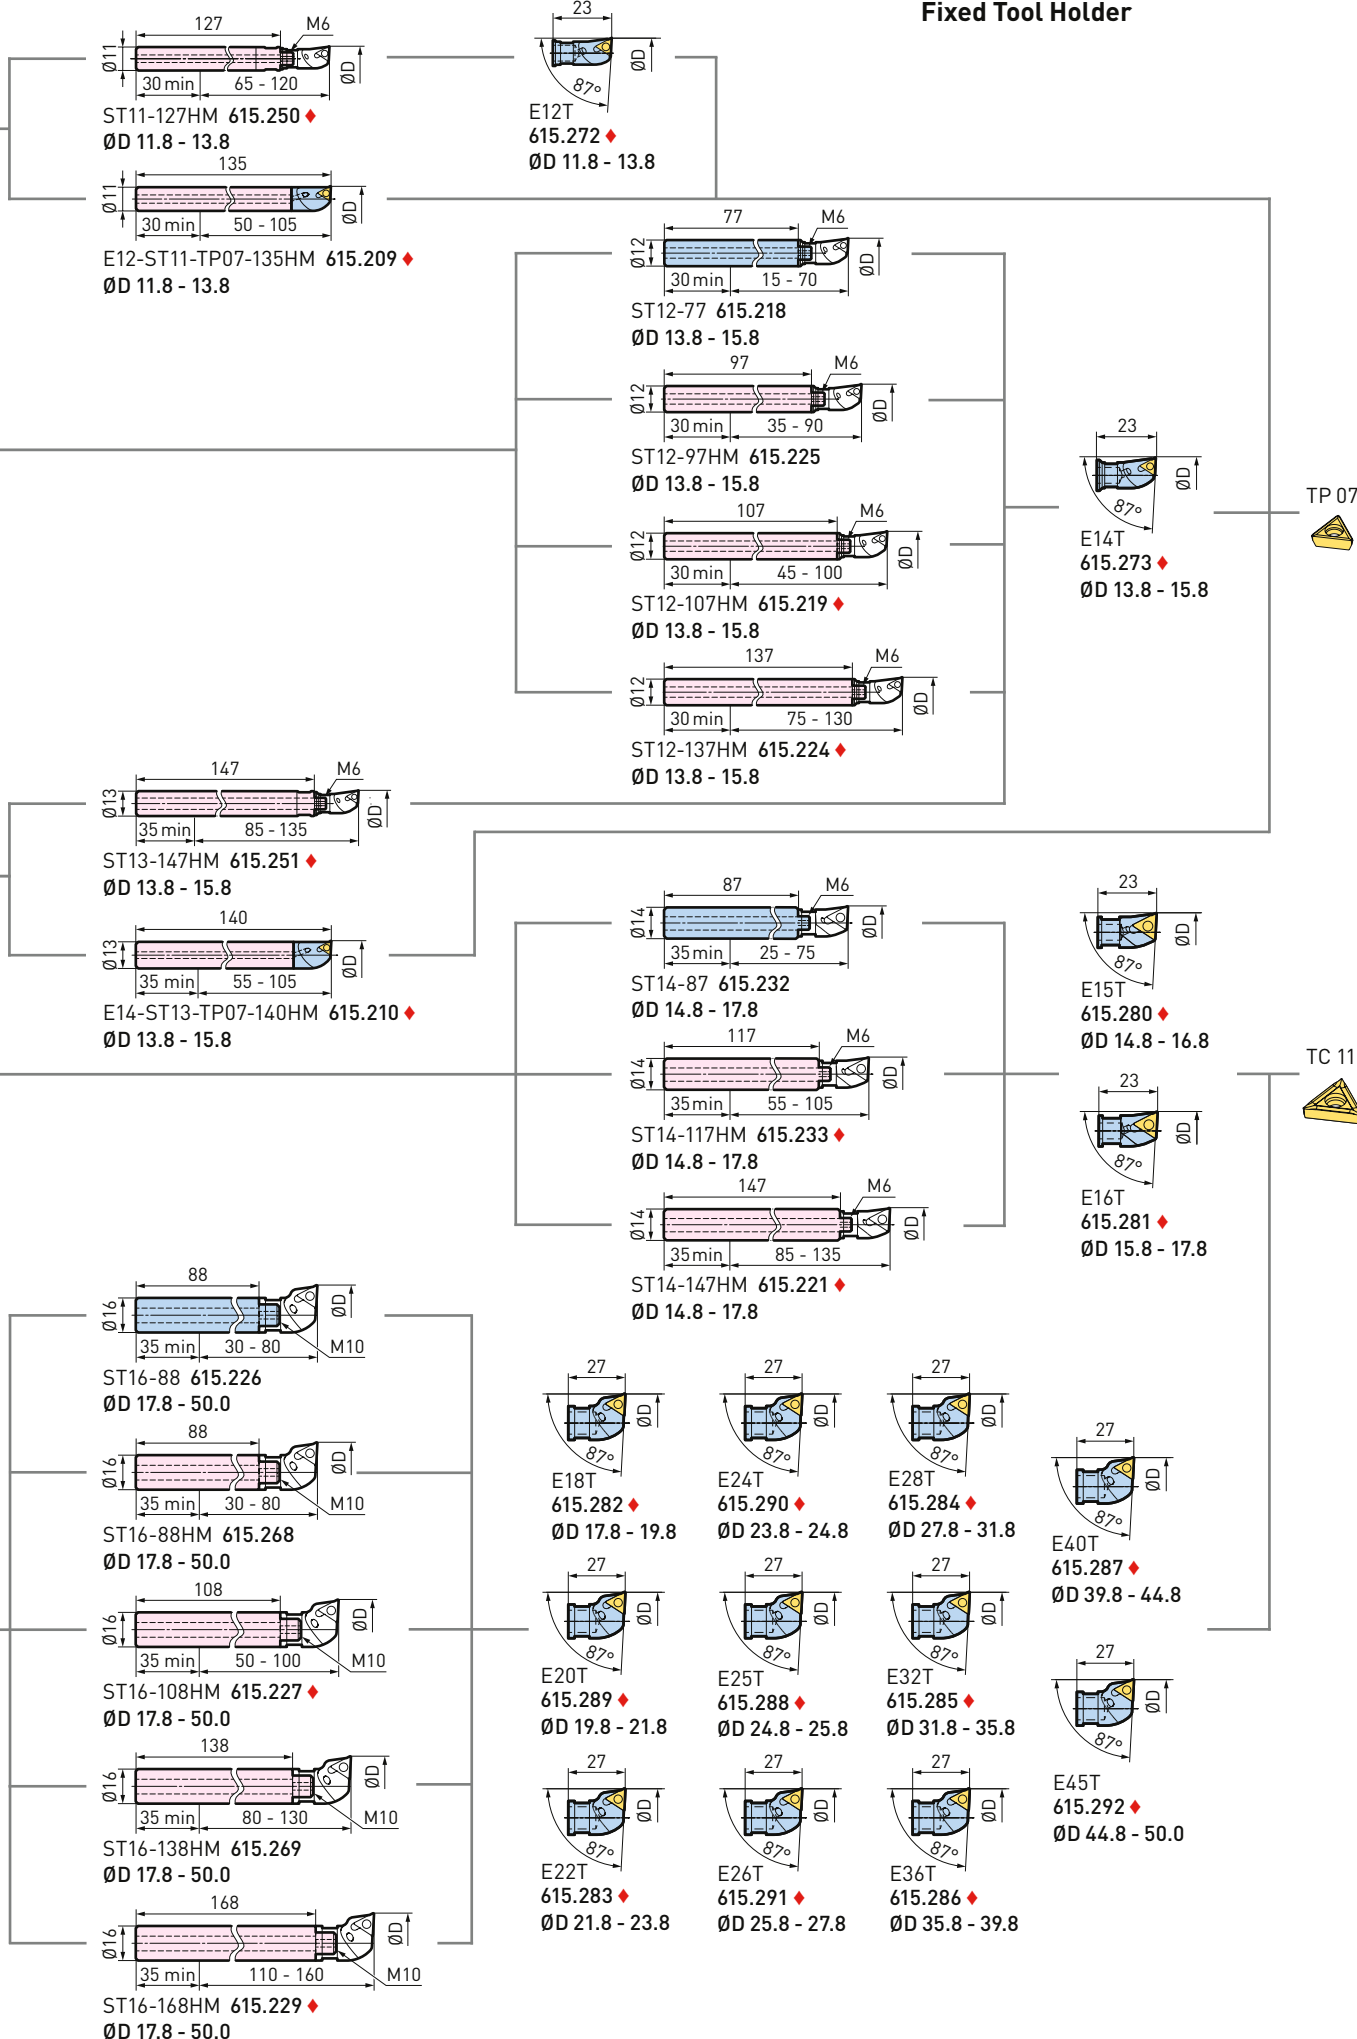 Fixed Tool Holder
127
M6
Ø11
ØD
30 min
65 - 120
ST11-127HM 615.250 ♦
ØD 11.8 - 13.8
23
ØD
87°
E12T
615.272 ♦
ØD 11.8 - 13.8
135
Ø11
ØD
30 min
50 - 105
E12-ST11-TP07-135HM 615.209 ♦
ØD 11.8 - 13.8
77
M6
Ø12
ØD
30 min
15 - 70
ST12-77 615.218
ØD 13.8 - 15.8
97
M6
Ø12
ØD
30 min
35 - 90
ST12-97HM 615.225
ØD 13.8 - 15.8
107
M6
Ø12
ØD
30 min
45 - 100
ST12-107HM 615.219 ♦
ØD 13.8 - 15.8
137
M6
Ø12
ØD
30 min
75 - 130
ST12-137HM 615.224 ♦
ØD 13.8 - 15.8
23
ØD
87°
E14T
615.273 ♦
ØD 13.8 - 15.8
TP 07
147
M6
Ø13
ØD
35 min
85 - 135
ST13-147HM 615.251 ♦
ØD 13.8 - 15.8
140
Ø13
ØD
35 min
55 - 105
E14-ST13-TP07-140HM 615.210 ♦
ØD 13.8 - 15.8
87
M6
Ø14
ØD
35 min
25 - 75
ST14-87 615.232
ØD 14.8 - 17.8
117
M6
Ø14
ØD
35 min
55 - 105
ST14-117HM 615.233 ♦
ØD 14.8 - 17.8
147
M6
Ø14
ØD
35 min
85 - 135
ST14-147HM 615.221 ♦
ØD 14.8 - 17.8
23
ØD
87°
E15T
615.280 ♦
ØD 14.8 - 16.8
23
ØD
87°
E16T
615.281 ♦
ØD 15.8 - 17.8
TC 11
88
Ø16
ØD
35 min
30 - 80
M10
ST16-88 615.226
ØD 17.8 - 50.0
88
Ø16
ØD
35 min
30 - 80
M10
ST16-88HM 615.268
ØD 17.8 - 50.0
108
Ø16
ØD
35 min
50 - 100
M10
ST16-108HM 615.227 ♦
ØD 17.8 - 50.0
138
Ø16
ØD
35 min
80 - 130
M10
ST16-138HM 615.269
ØD 17.8 - 50.0
168
Ø16
ØD
35 min
110 - 160
M10
ST16-168HM 615.229 ♦
ØD 17.8 - 50.0
27
ØD
87°
E18T
615.282 ♦
ØD 17.8 - 19.8
27
ØD
87°
E24T
615.290 ♦
ØD 23.8 - 24.8
27
ØD
87°
E28T
615.284 ♦
ØD 27.8 - 31.8
27
ØD
87°
E40T
615.287 ♦
ØD 39.8 - 44.8
27
ØD
87°
E20T
615.289 ♦
ØD 19.8 - 21.8
27
ØD
87°
E25T
615.288 ♦
ØD 24.8 - 25.8
27
ØD
87°
E32T
615.285 ♦
ØD 31.8 - 35.8
27
ØD
87°
E45T
615.292 ♦
ØD 44.8 - 50.0
27
ØD
87°
E22T
615.283 ♦
ØD 21.8 - 23.8
27
ØD
87°
E26T
615.291 ♦
ØD 25.8 - 27.8
27
ØD
87°
E36T
615.286 ♦
ØD 35.8 - 39.8